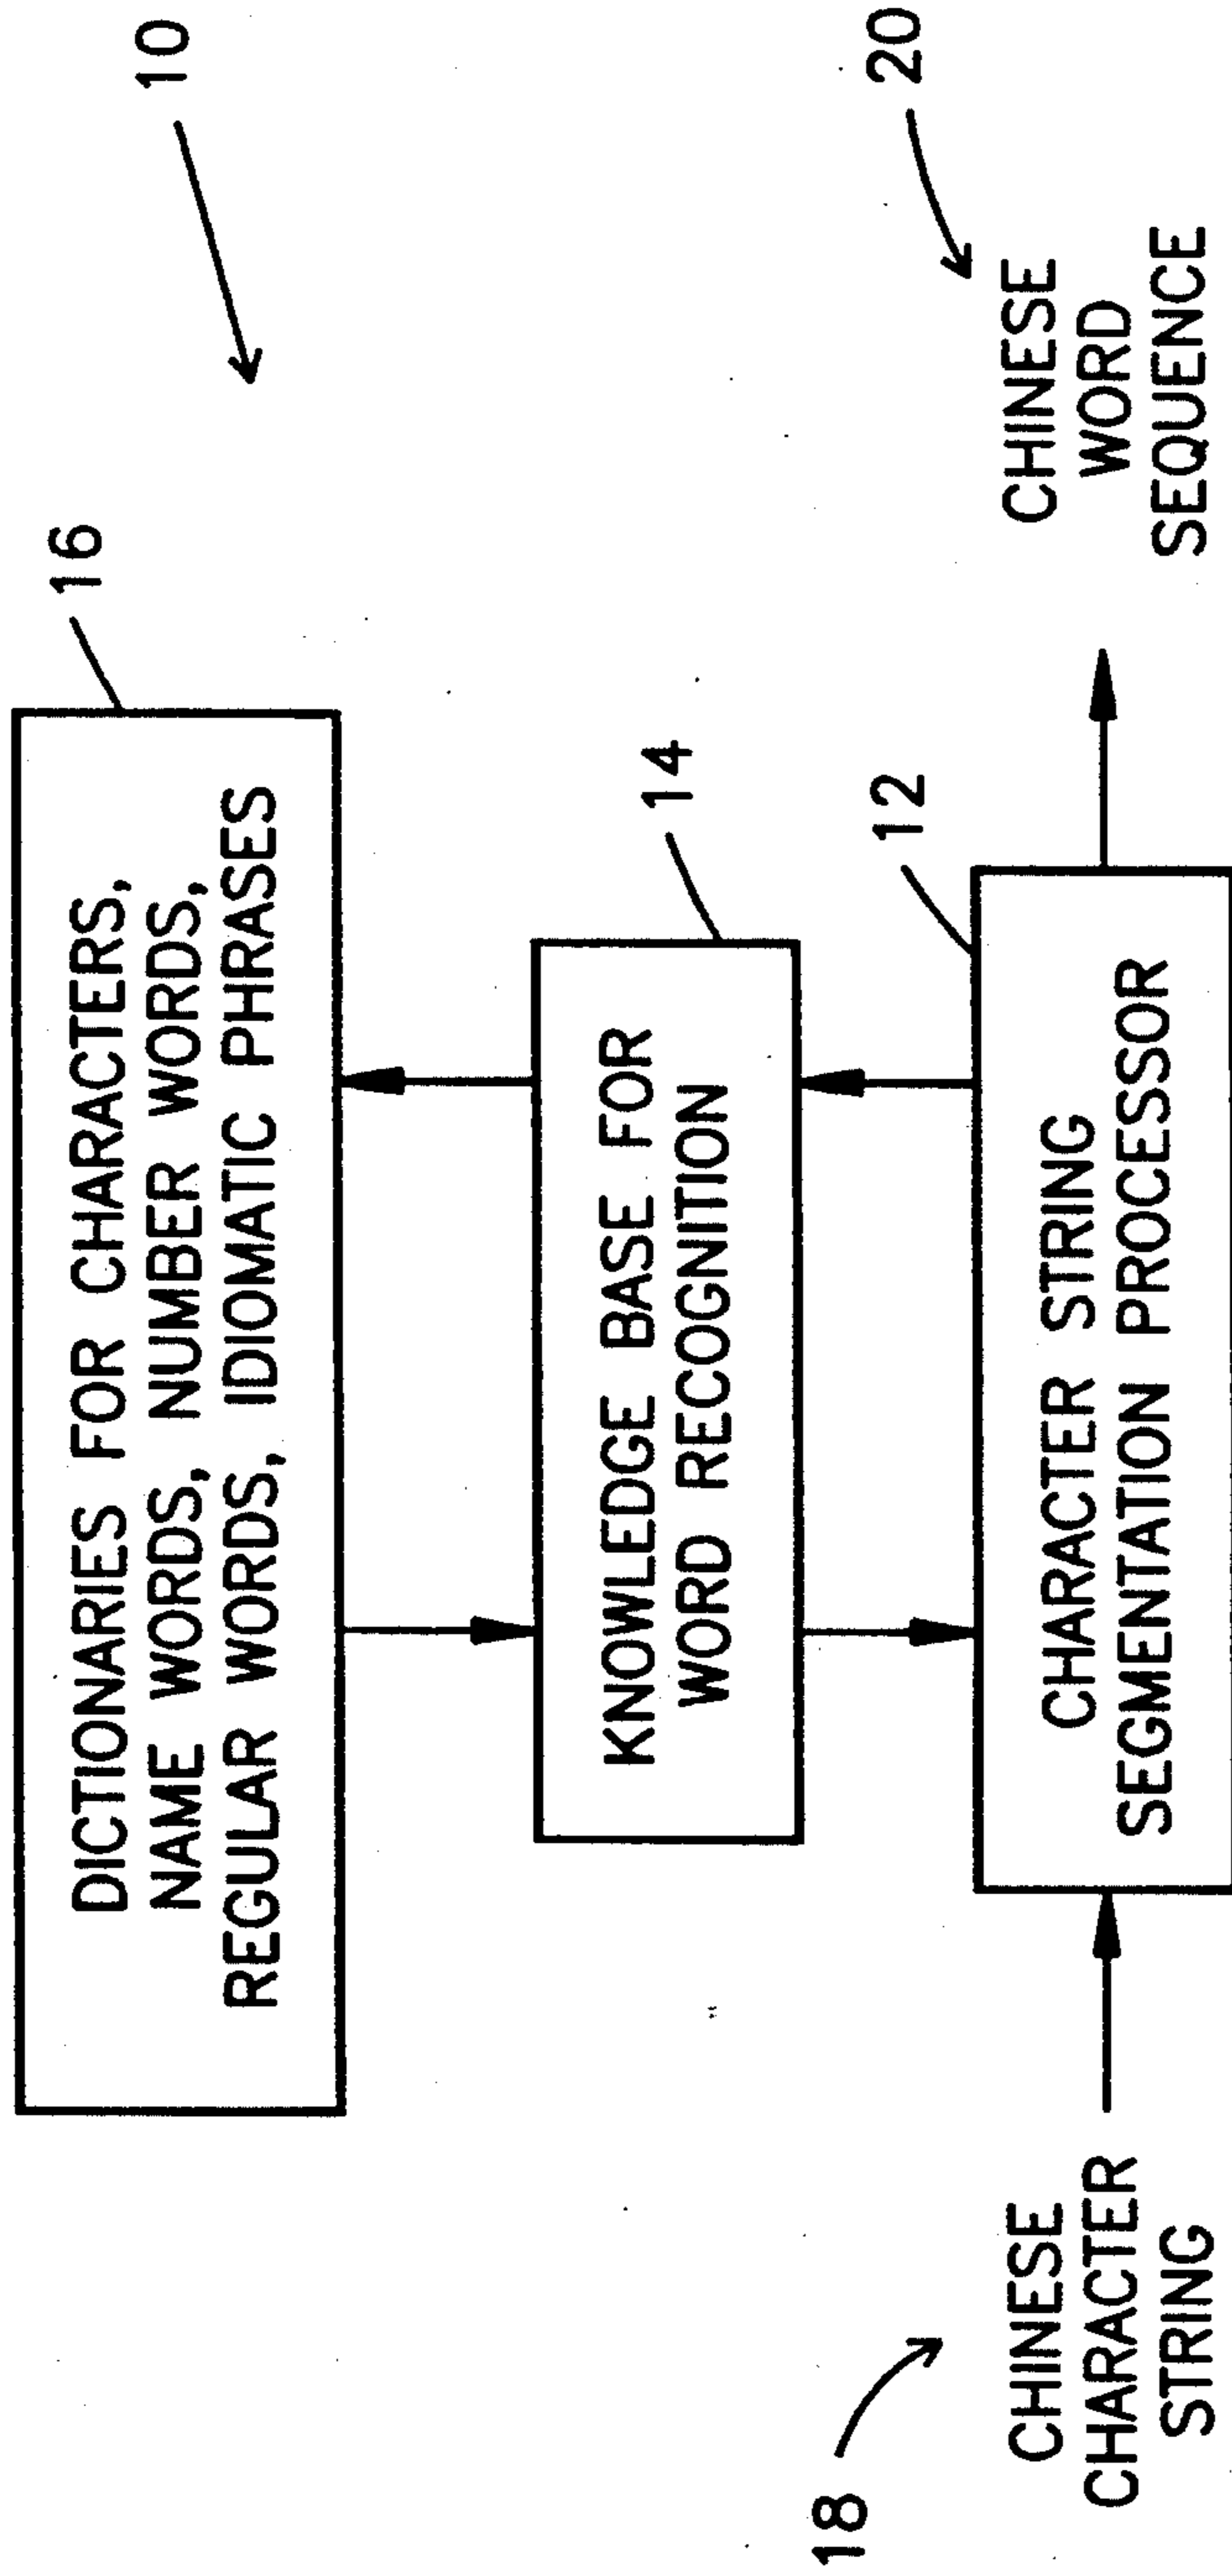 10
16
DICTIONARIES FOR CHARACTERS,
NAME WORDS, NUMBER WORDS,
REGULAR WORDS, IDIOMATIC PHRASES
14
KNOWLEDGE BASE FOR
WORD RECOGNITION
12
CHARACTER STRING
SEGMENTATION PROCESSOR
18
CHINESE
CHARACTER
STRING
20
CHINESE
WORD
SEQUENCE